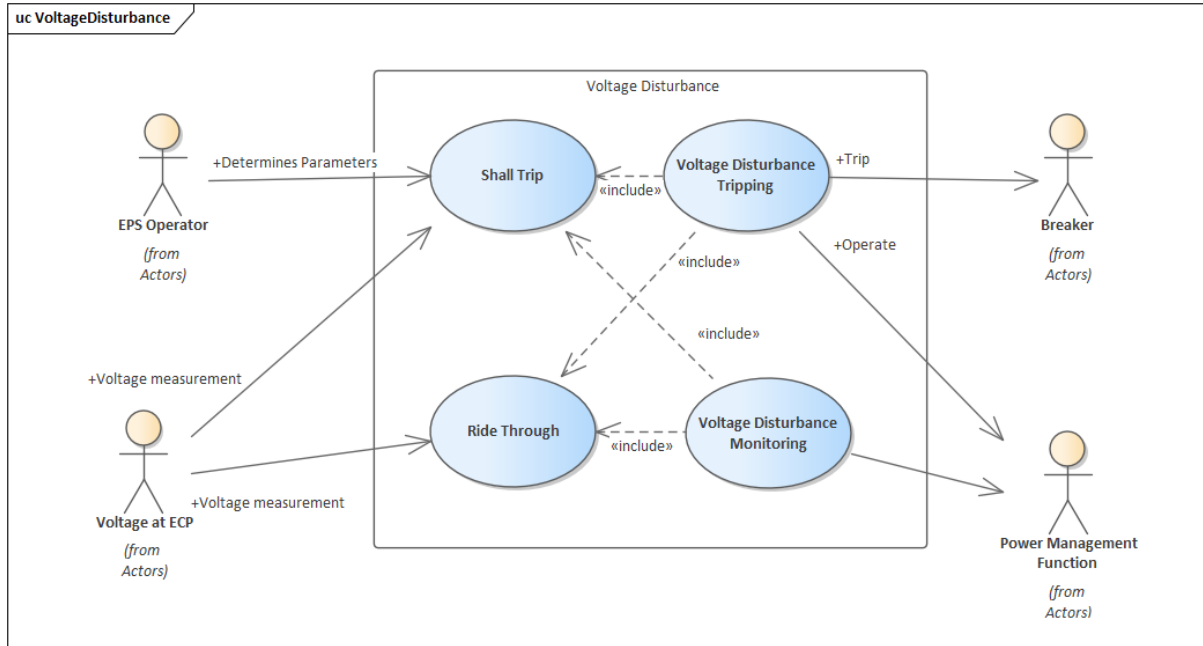 uc VoltageDisturbance
Voltage Disturbance
+Determines Parameters
Shall Trip
«include»
Voltage Disturbance
Tripping
+Trip
EPS Operator
(from
Actors)
Breaker
(from
Actors)
+Operate
«include»
«include»
+Voltage measurement
Ride Through
«include»
Voltage Disturbance
Monitoring
+Voltage measurement
Voltage at ECP
(from
Actors)
Power Management
Function
(from
Actors)